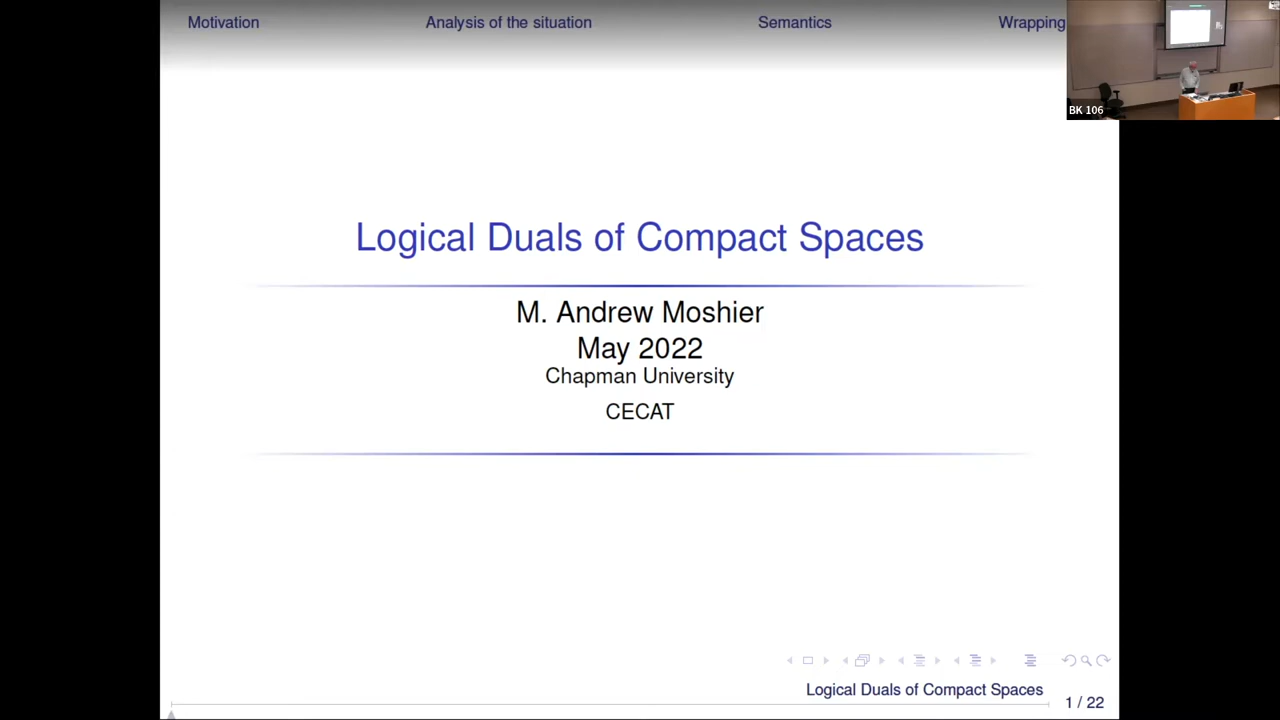 Motivation
Analysis of the situation
Semantics
Wrapping
BK 106
Logical Duals of Compact Spaces
M. Andrew Moshier
May 2022
Chapman University
CECAT
Logical Duals of Compact Spaces
1 / 22